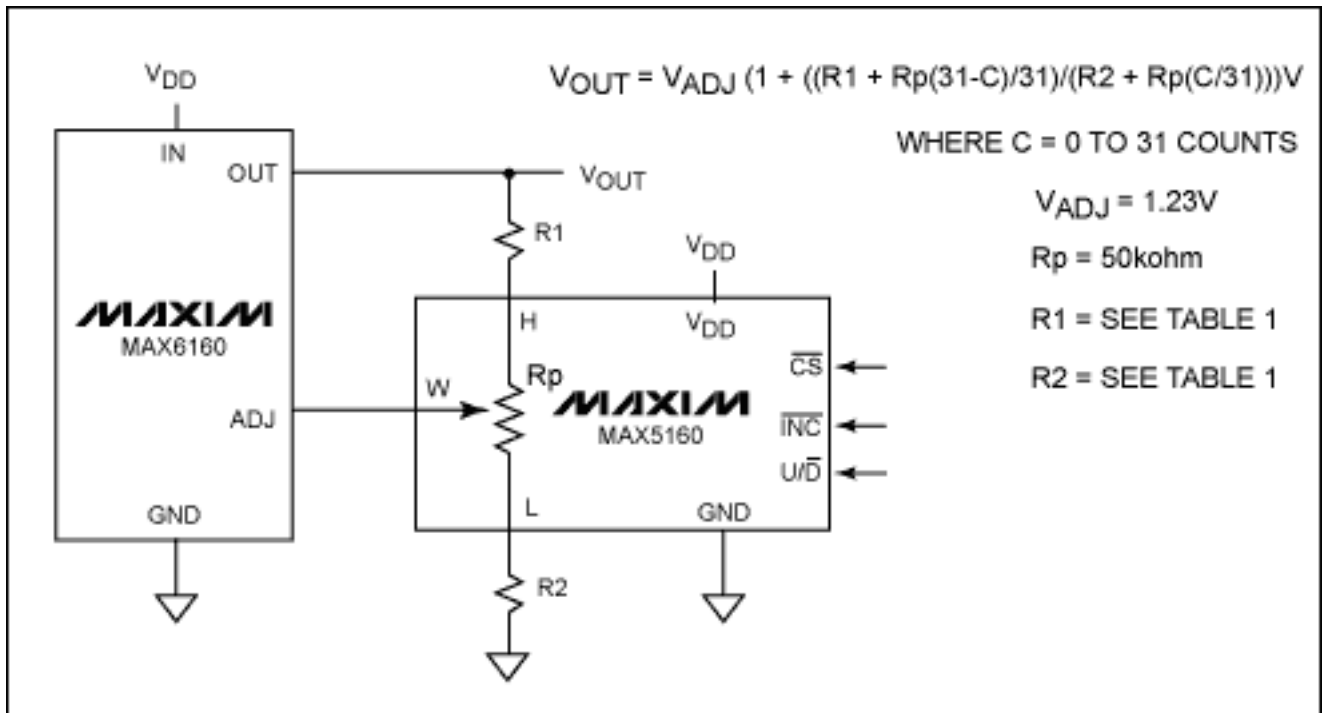 VDD
VOUT = VADJ (1 + ((R1 + Rp(31-C)/31)/(R2 + Rp(C/31)))V
WHERE C = 0 TO 31 COUNTS
VADJ = 1.23V
Rp = 50kohm
R1 = SEE TABLE 1
R2 = SEE TABLE 1
IN
OUT
VOUT
R1
MAXIM
MAX6160
ADJ
GND
VDD
VDD
H
W
Rp
MAXIM
MAX5160
C̅S̅
I̅N̅C̅
U/D̅
L
GND
R2